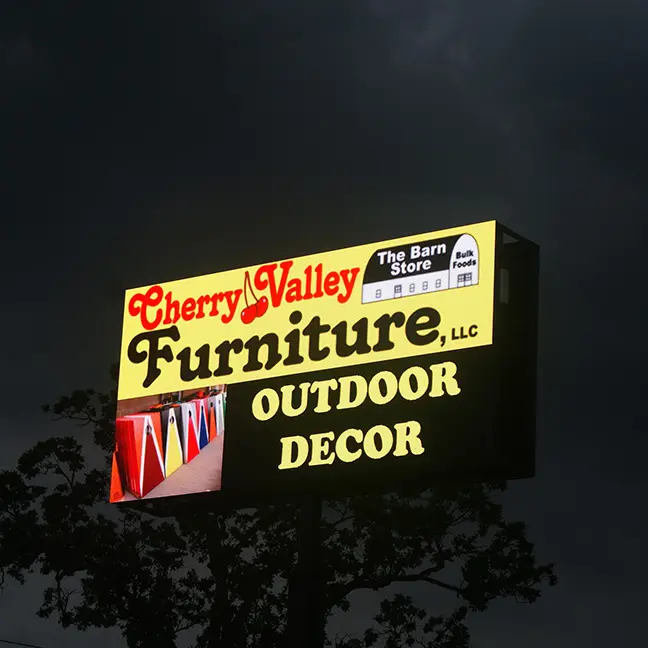 Cherry Valley
Furniture, LLC
The Barn
Store
Bulk
Foods
OUTDOOR
DECOR